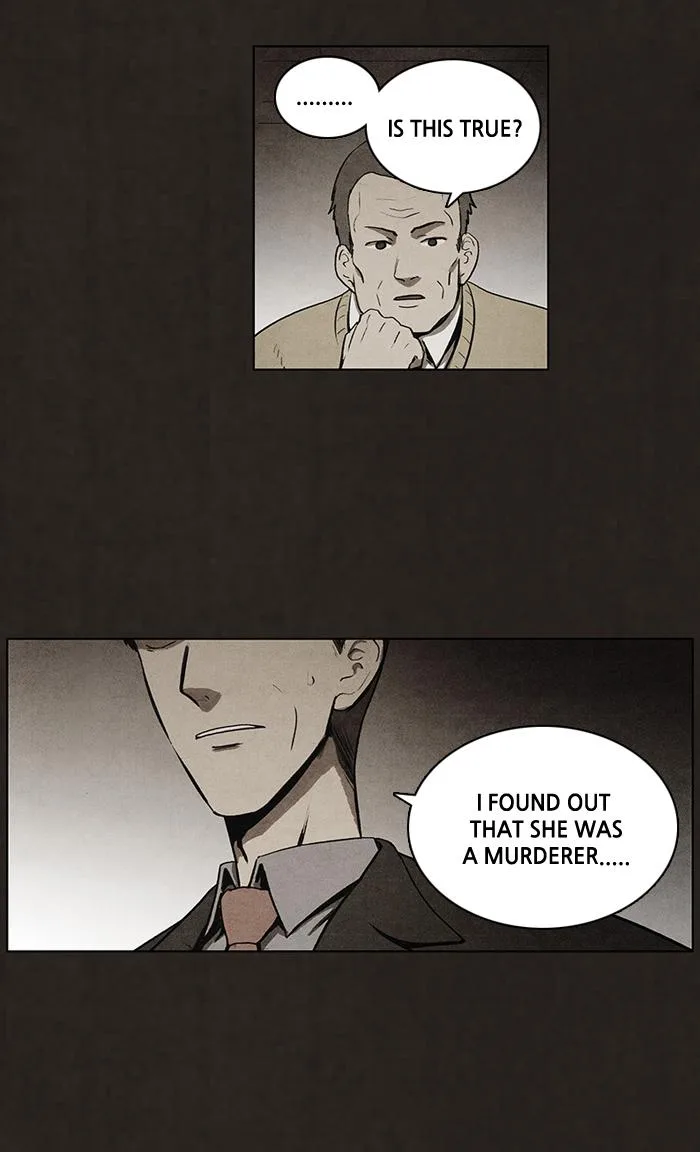 .........
IS THIS TRUE?
I FOUND OUT
THAT SHE WAS
A MURDERER.....